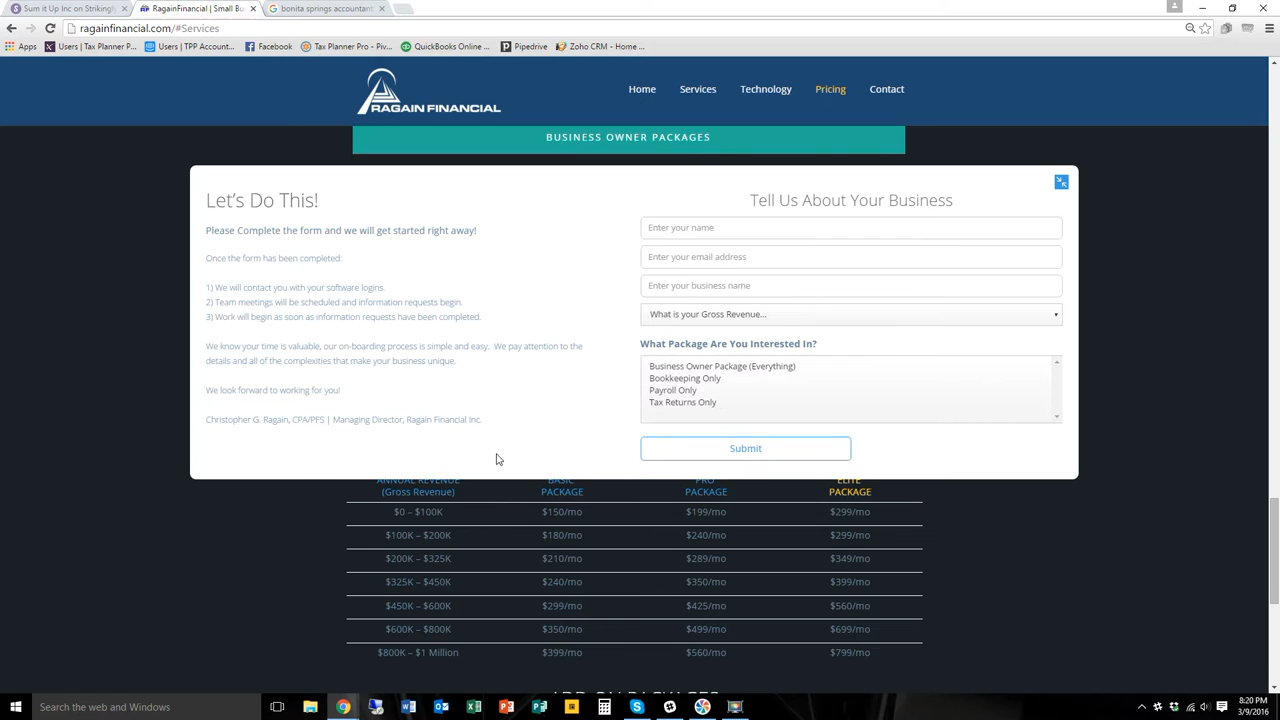 Sum it Up Inc on Strikingl
RagainFinancial | Small Bu
bonita springs accountant
ragainfinancial.com/#Services
Apps
Users | Tax Planner P...
Users | TPP Account...
Facebook
Tax Planner Pro - Piv...
QuickBooks Online ...
Pipedrive
Zoho CRM - Home ...
RAGAIN FINANCIAL
Home
Services
Technology
Pricing
Contact
BUSINESS OWNER PACKAGES
Let's Do This!
Please Complete the form and we will get started right away!
Once the form has been completed:
1) We will contact you with your software logins.
2) Team meetings will be scheduled and information requests begin.
3) Work will begin as soon as information requests have been completed.
We know your time is valuable, our on-boarding process is simple and easy. We pay attention to the
details and all of the complexities that make your business unique.
We look forward to working for you!
Christopher G. Ragain, CPA/PFS | Managing Director, Ragain Financial Inc.
Tell Us About Your Business
Enter your name
Enter your email address
Enter your business name
What is your Gross Revenue...
What Package Are You Interested In?
Business Owner Package (Everything)
Bookkeeping Only
Payroll Only
Tax Returns Only
Submit
ANNUAL REVENUE BASIC PRO ELITE
(Gross Revenue) PACKAGE PACKAGE PACKAGE
$0 – $100K $150/mo $199/mo $299/mo
$100K – $200K $180/mo $240/mo $299/mo
$200K – $325K $210/mo $289/mo $349/mo
$325K – $450K $240/mo $350/mo $399/mo
$450K – $600K $299/mo $425/mo $560/mo
$600K – $800K $350/mo $499/mo $699/mo
$800K – $1 Million $399/mo $560/mo $799/mo
ADD-ON PACKAGES
Search the web and Windows
8:20 PM
3/9/2016